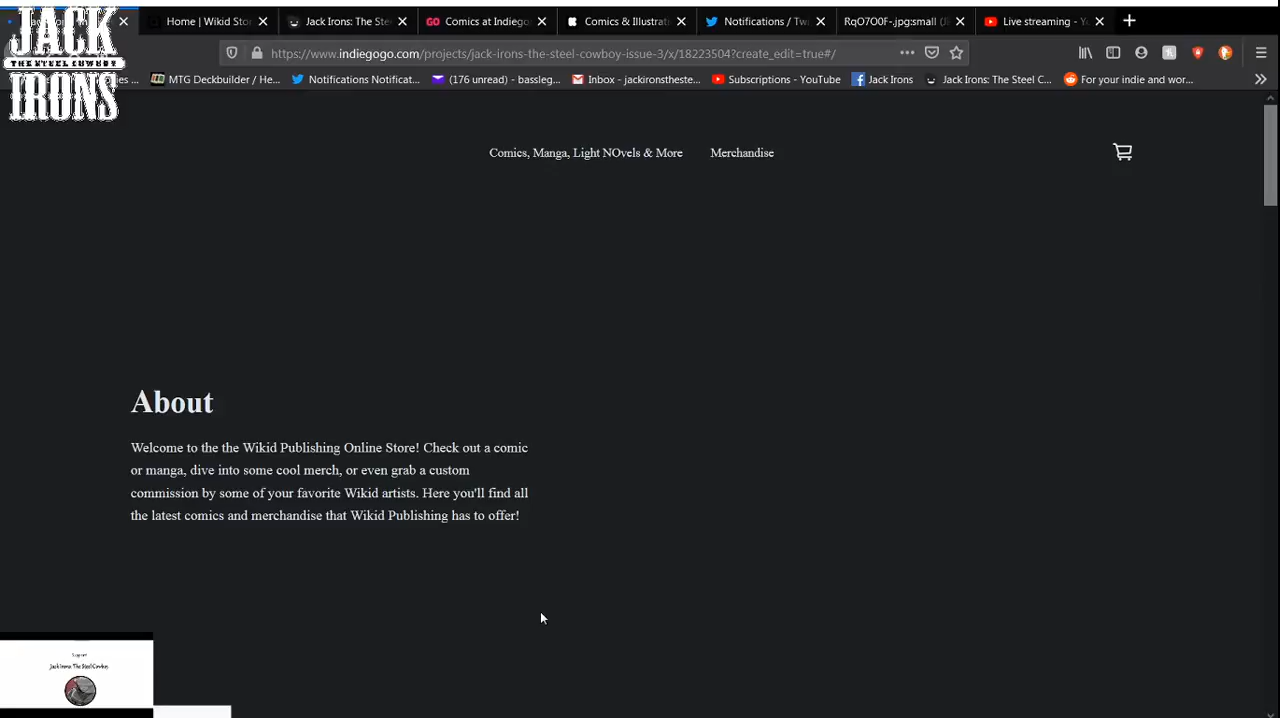 JACK
THE STEEL COWBOY
IRONS
Home | Wikid Sto
Jack Irons: The Ste
GO Comics at Indiego
Comics & Illustrat
Notifications / Tw
RqO7O0F-.jpg:small (JP
Live streaming - Yo
https://www.indiegogo.com/projects/jack-irons-the-steel-cowboy-issue-3/x/18223504?create_edit=true#/
MTG Deckbuilder / He...
Notifications Notificat...
(176 unread) - bassleg...
Inbox - jackironstheste...
Subscriptions - YouTube
Jack Irons
Jack Irons: The Steel C...
For your indie and wor...
Comics, Manga, Light NOvels & More
Merchandise
About
Welcome to the the Wikid Publishing Online Store! Check out a comic
or manga, dive into some cool merch, or even grab a custom
commission by some of your favorite Wikid artists. Here you'll find all
the latest comics and merchandise that Wikid Publishing has to offer!
Support
Jack Irons: The Steel Cowboy